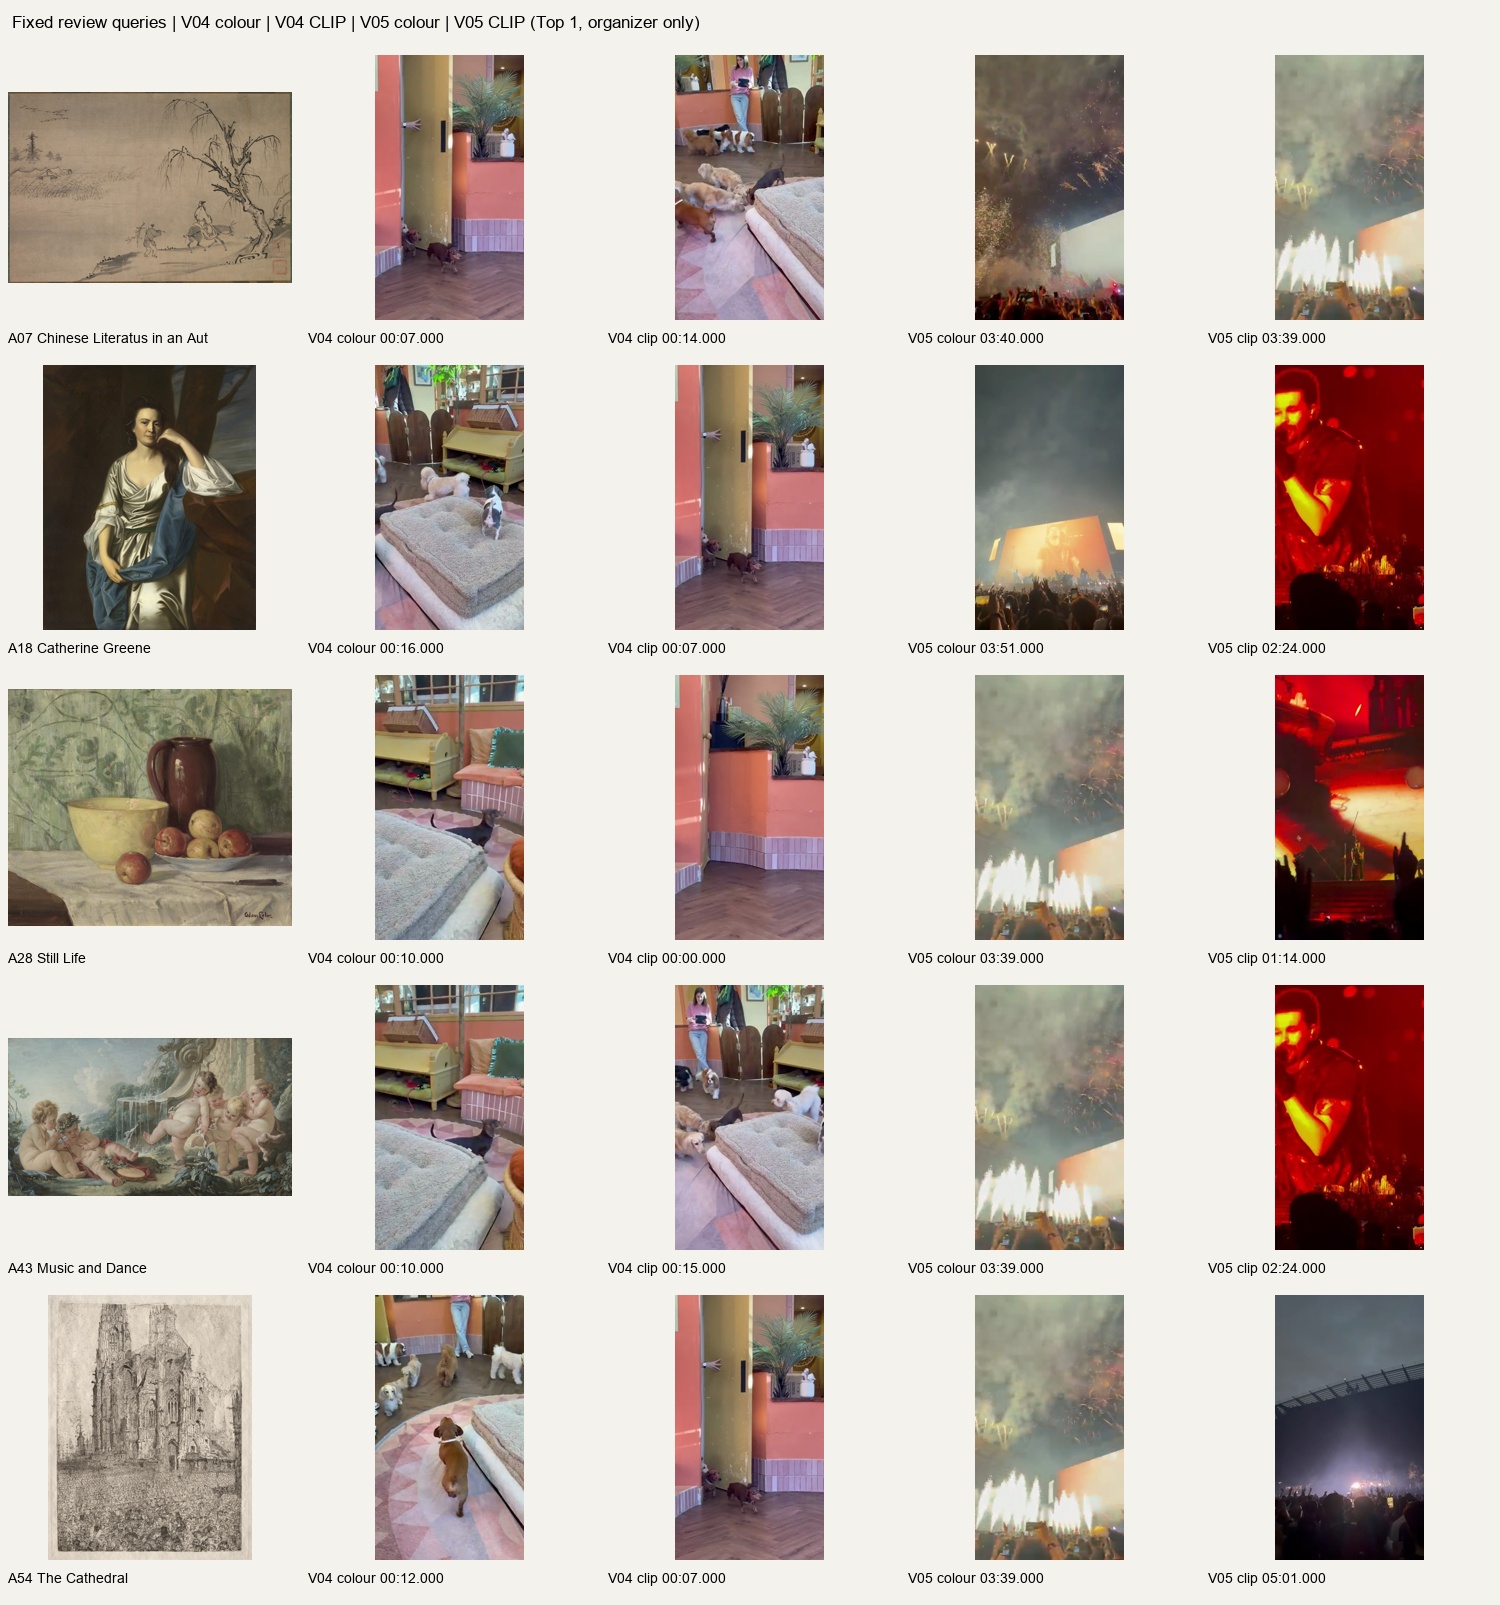 Fixed review queries | V04 colour | V04 CLIP | V05 colour | V05 CLIP (Top 1, organizer only)
A07 Chinese Literatus in an Aut
V04 colour 00:07.000
V04 clip 00:14.000
V05 colour 03:40.000
V05 clip 03:39.000
A18 Catherine Greene
V04 colour 00:16.000
V04 clip 00:07.000
V05 colour 03:51.000
V05 clip 02:24.000
A28 Still Life
V04 colour 00:10.000
V04 clip 00:00.000
V05 colour 03:39.000
V05 clip 01:14.000
A43 Music and Dance
V04 colour 00:10.000
V04 clip 00:15.000
V05 colour 03:39.000
V05 clip 02:24.000
A54 The Cathedral
V04 colour 00:12.000
V04 clip 00:07.000
V05 colour 03:39.000
V05 clip 05:01.000